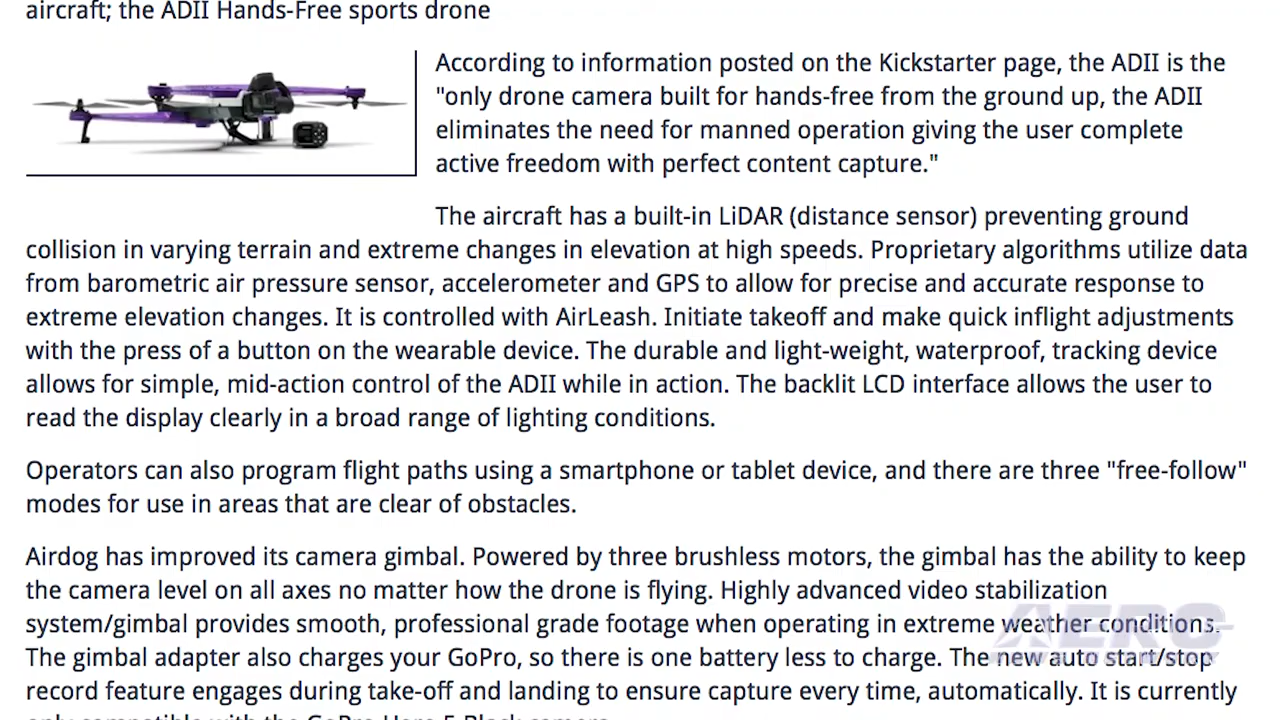 aircraft; the ADII Hands-Free sports drone
According to information posted on the Kickstarter page, the ADII is the
"only drone camera built for hands-free from the ground up, the ADII
eliminates the need for manned operation giving the user complete
active freedom with perfect content capture."
The aircraft has a built-in LiDAR (distance sensor) preventing ground
collision in varying terrain and extreme changes in elevation at high speeds. Proprietary algorithms utilize data
from barometric air pressure sensor, accelerometer and GPS to allow for precise and accurate response to
extreme elevation changes. It is controlled with AirLeash. Initiate takeoff and make quick inflight adjustments
with the press of a button on the wearable device. The durable and light-weight, waterproof, tracking device
allows for simple, mid-action control of the ADII while in action. The backlit LCD interface allows the user to
read the display clearly in a broad range of lighting conditions.
Operators can also program flight paths using a smartphone or tablet device, and there are three "free-follow"
modes for use in areas that are clear of obstacles.
Airdog has improved its camera gimbal. Powered by three brushless motors, the gimbal has the ability to keep
the camera level on all axes no matter how the drone is flying. Highly advanced video stabilization
system/gimbal provides smooth, professional grade footage when operating in extreme weather conditions.
The gimbal adapter also charges your GoPro, so there is one battery less to charge. The new auto start/stop
record feature engages during take-off and landing to ensure capture every time, automatically. It is currently
only compatible with the GoPro Hero 5 Black camera.
AERO